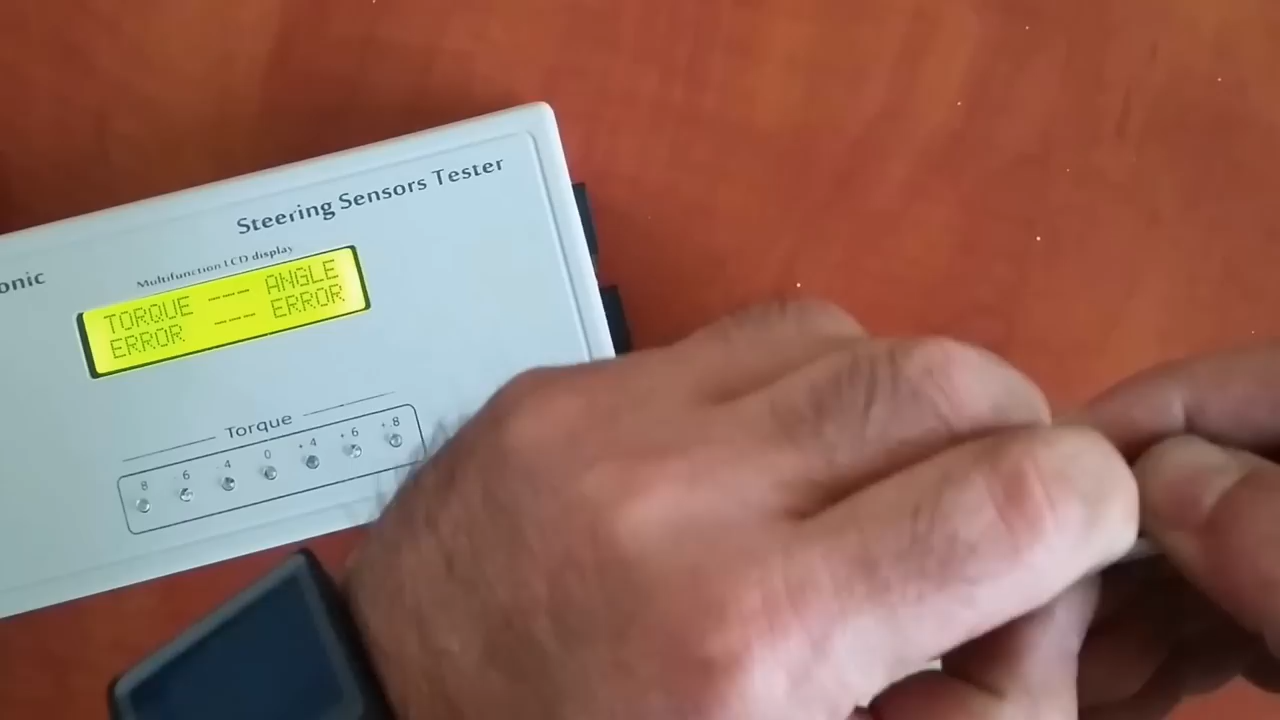 onic
Steering Sensors Tester
Multifunction LCD display
TORQUE --- ANGLE
ERROR --- ERROR
Torque
8 6 4 0 +4 +6 +8